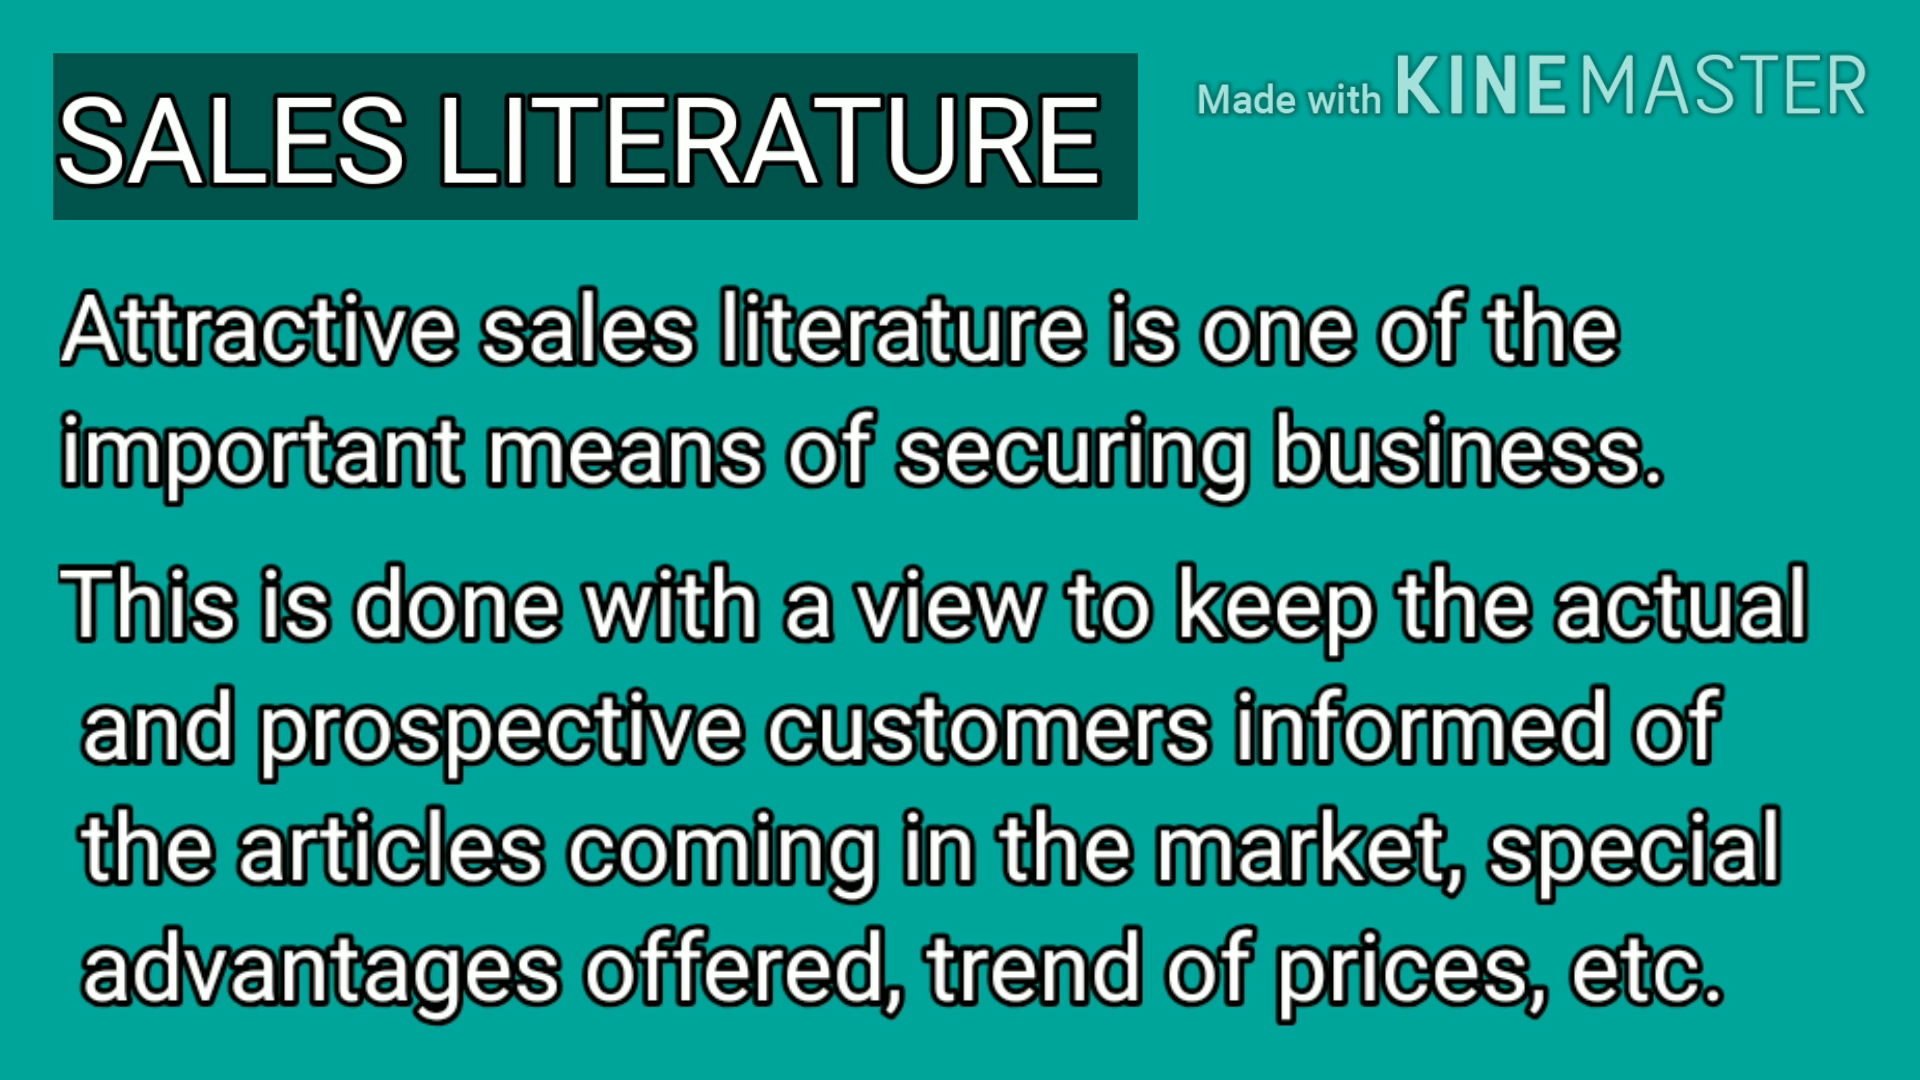 SALES LITERATURE
Made with KINEMASTER
Attractive sales literature is one of the
important means of securing business.
This is done with a view to keep the actual
and prospective customers informed of
the articles coming in the market, special
advantages offered, trend of prices, etc.